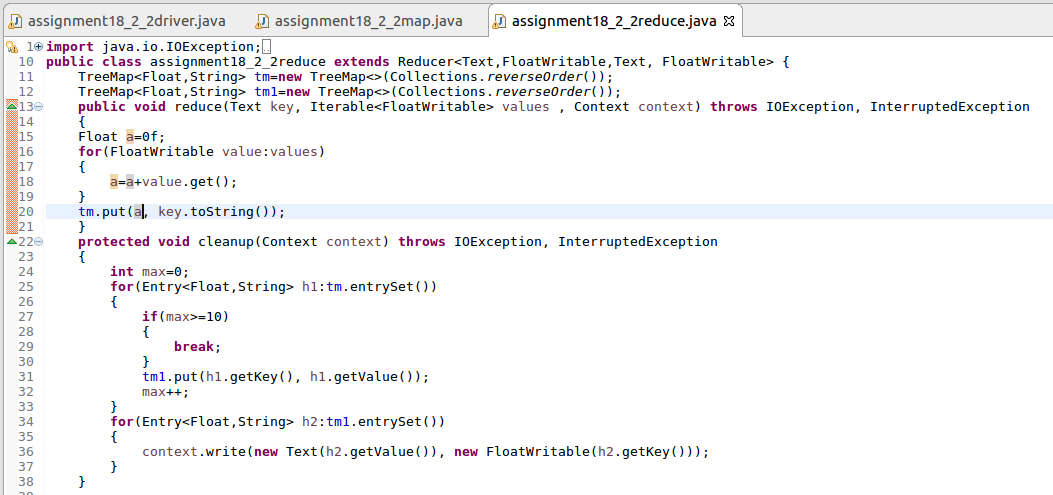 assignment18_2_2driver.java assignment18_2_2map.java assignment18_2_2reduce.java
1 import java.io.IOException;
10 public class assignment18_2_2reduce extends Reducer<Text,FloatWritable,Text, FloatWritable> {
11 TreeMap<Float,String> tm=new TreeMap<>(Collections.reverseOrder());
12 TreeMap<Float,String> tm1=new TreeMap<>(Collections.reverseOrder());
13 public void reduce(Text key, Iterable<FloatWritable> values , Context context) throws IOException, InterruptedException
14 {
15 Float a=0f;
16 for(FloatWritable value:values)
17 {
18 a=a+value.get();
19 }
20 tm.put(a, key.toString());
21 }
22 protected void cleanup(Context context) throws IOException, InterruptedException
23 {
24 int max=0;
25 for(Entry<Float,String> h1:tm.entrySet())
26 {
27 if(max>=10)
28 {
29 break;
30 }
31 tm1.put(h1.getKey(), h1.getValue());
32 max++;
33 }
34 for(Entry<Float,String> h2:tm1.entrySet())
35 {
36 context.write(new Text(h2.getValue()), new FloatWritable(h2.getKey()));
37 }
38 }